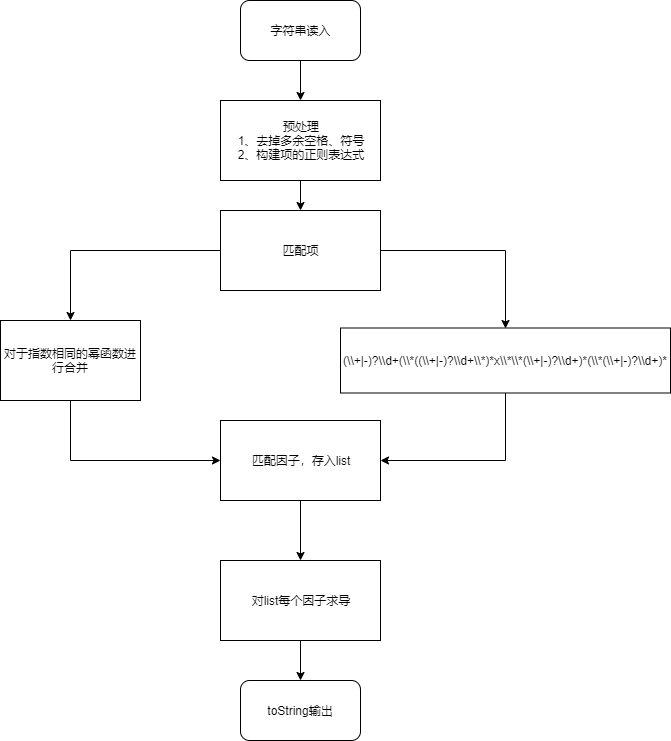 字符串读入
预处理
1、去掉多余空格、符号
2、构建项的正则表达式
匹配项
对于指数相同的幂函数进
行合并
(\\+|-)?\\d+(\\*((\\+|-)?\\d+\\*)*x\\*\\*(\\+|-)?\\d+)*(\\*(\\+|-)?\\d+)*
匹配因子，存入list
对list每个因子求导
toString输出